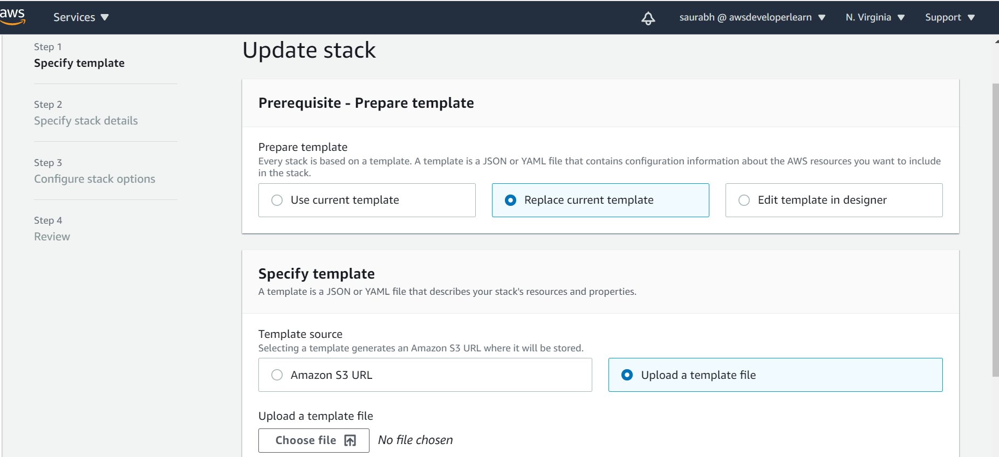 aws
Services
saurabh @ awsdeveloperlearn
N. Virginia
Support
Step 1
Specify template
Step 2
Specify stack details
Step 3
Configure stack options
Step 4
Review
Update stack
Prerequisite - Prepare template
Prepare template
Every stack is based on a template. A template is a JSON or YAML file that contains configuration information about the AWS resources you want to include
in the stack.
Use current template
Replace current template
Edit template in designer
Specify template
A template is a JSON or YAML file that describes your stack's resources and properties.
Template source
Selecting a template generates an Amazon S3 URL where it will be stored.
Amazon S3 URL
Upload a template file
Upload a template file
Choose file
No file chosen